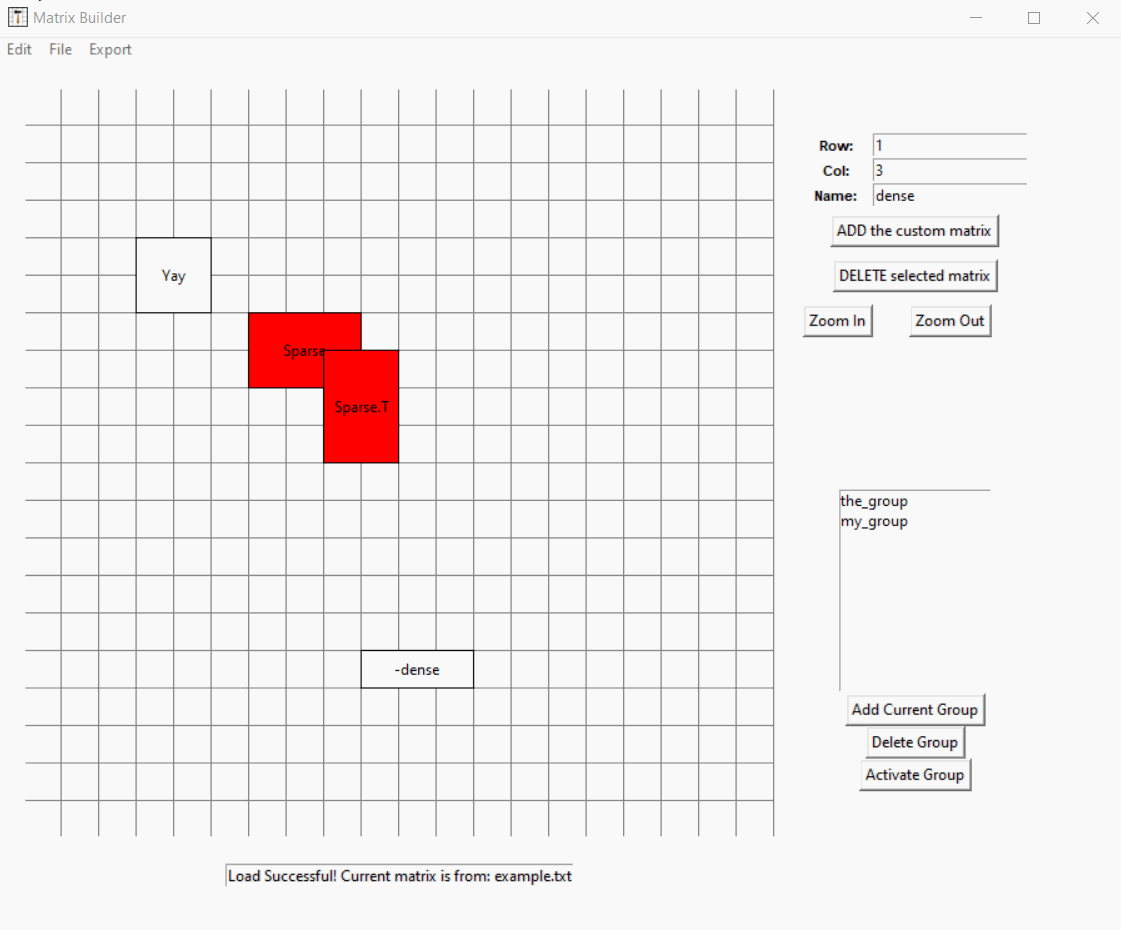 Matrix Builder
Edit File Export
Row: 1
Col: 3
Name: dense
ADD the custom matrix
DELETE selected matrix
Zoom In Zoom Out
Yay
Sparse
Sparse.T
-dense
the_group
my_group
Add Current Group
Delete Group
Activate Group
Load Successful! Current matrix is from: example.txt